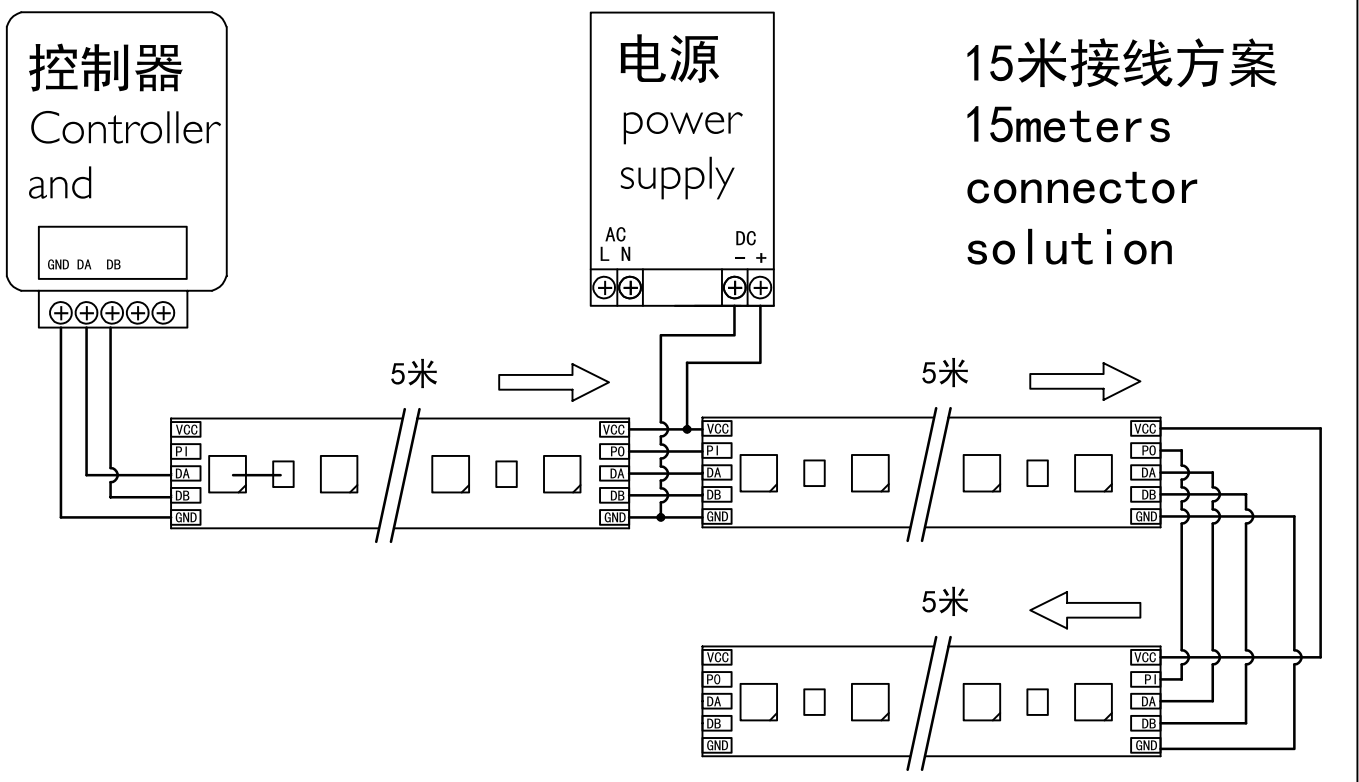 控制器
Controller
and
GND DA DB
电源
power
supply
AC
L N
DC
- +
15米接线方案
15meters
connector
solution
5米
VCC
PI
DA
DB
GND
VCC
PO
DA
DB
GND
5米
VCC
PI
DA
DB
GND
VCC
PO
DA
DB
GND
5米
VCC
PO
DA
DB
GND
VCC
PI
DA
DB
GND